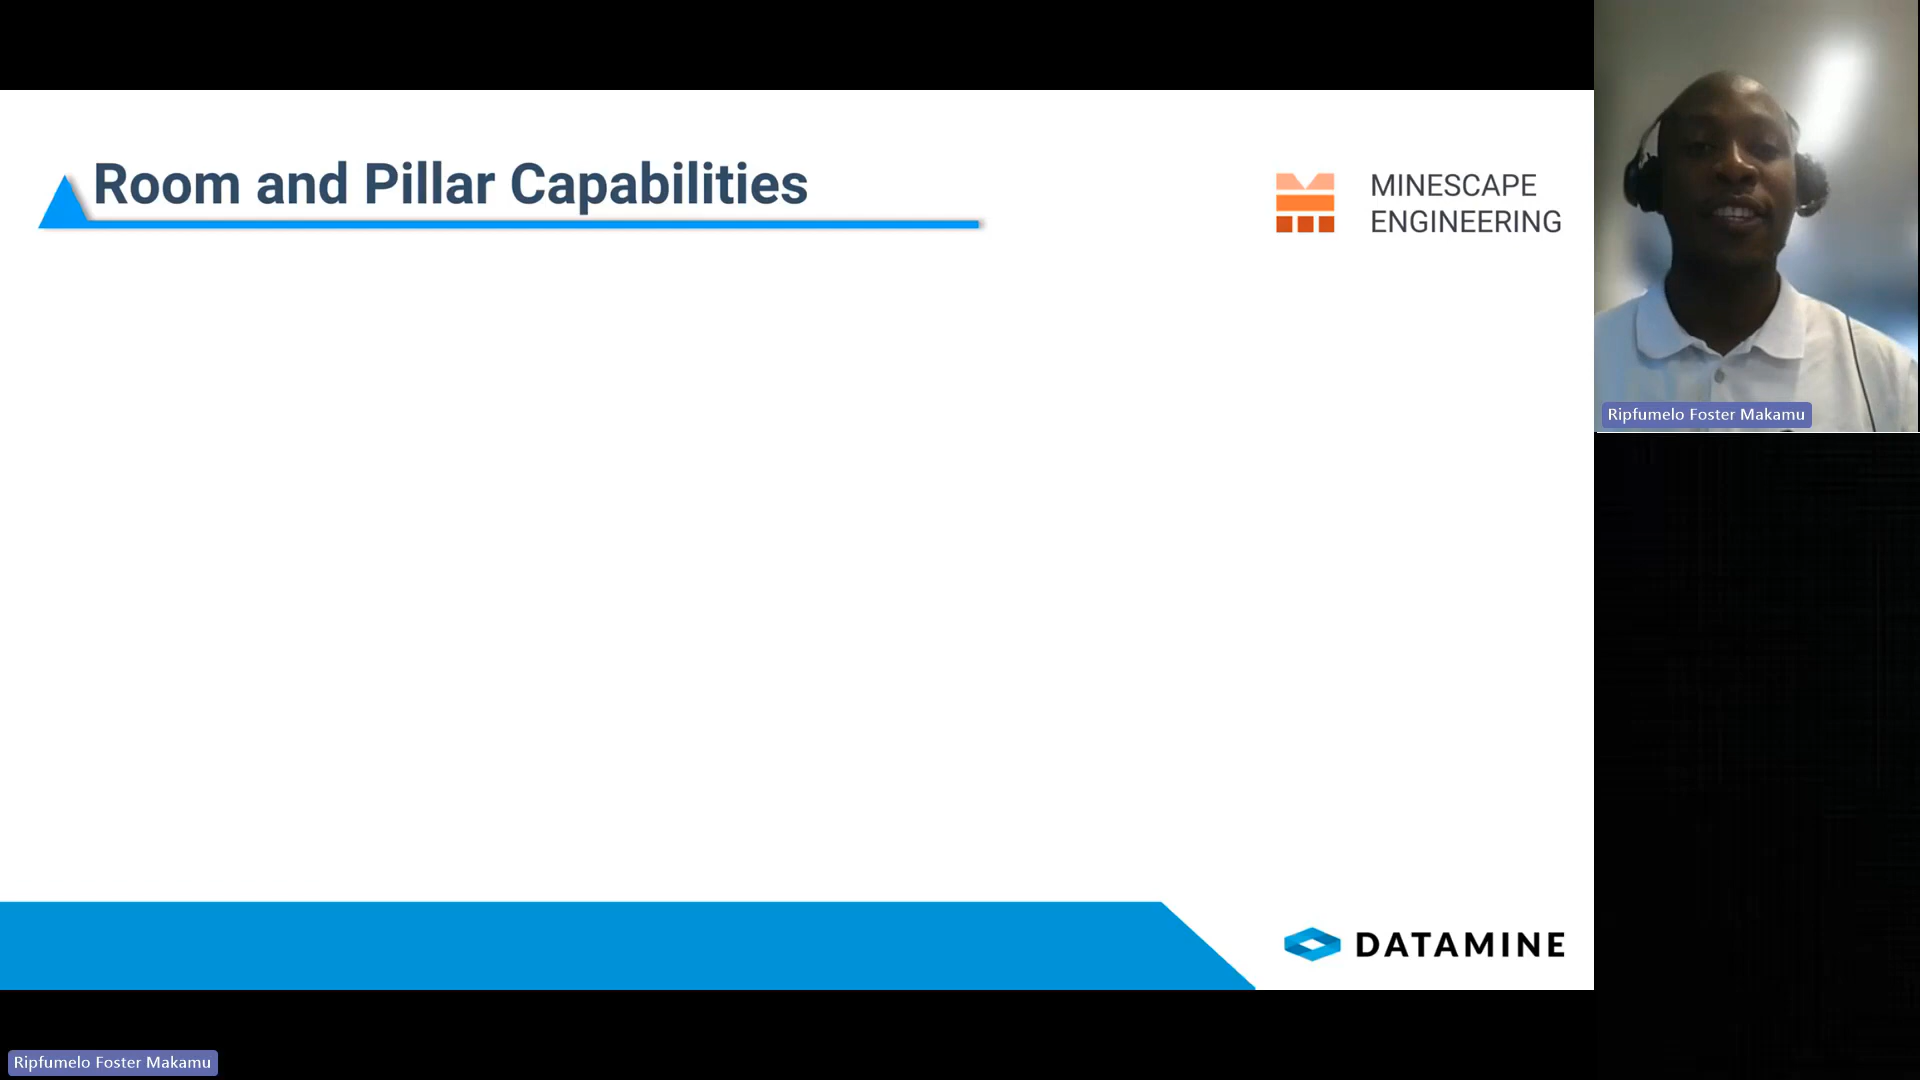 Room and Pillar Capabilities
MINESCAPE
ENGINEERING
Ripfumelo Foster Makamu
DATAMINE
Ripfumelo Foster Makamu